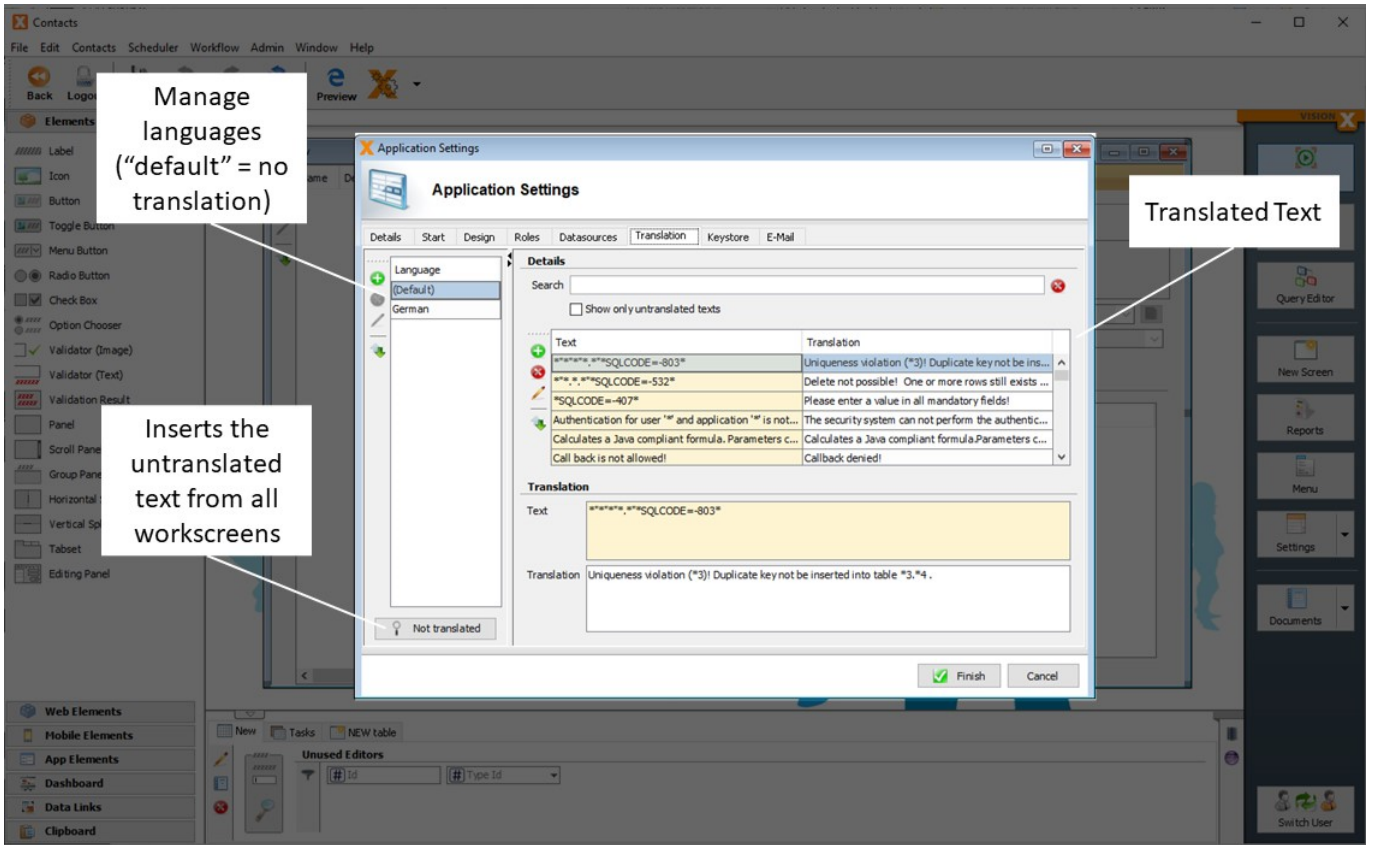 Contacts
File Edit Contacts Scheduler Workflow Admin Window Help
Back
Preview
Manage
languages
("default" = no
translation)
Elements
Label
Icon
Button
Toggle Button
Menu Button
Radio Button
Check Box
Option Chooser
Validator (Image)
Validator (Text)
Validation Result
Panel
Scroll Pane
Group Pane
Horizontal
Vertical
Tabset
Editing Panel
Inserts the
untranslated
text from all
workscreens
Web Elements
Mobile Elements
App Elements
Dashboard
Data Links
Clipboard
Application Settings
Application Settings
Details Start Design Roles Datasources Translation Keystore E-Mail
Language
(Default)
German
Not translated
Details
Search
Show only untranslated texts
Text Translation
*"*"*"*.*"*SQLCODE=-803* Uniqueness violation (*3)! Duplicate key not be ins...
*"*.*.*"*SQLCODE=-532* Delete not possible! One or more rows still exists ...
*SQLCODE=-407* Please enter a value in all mandatory fields!
Authentication for user '*' and application '*' is not... The security system can not perform the authentic...
Calculates a Java compliant formula. Parameters c... Calculates a Java compliant formula.Parameters c...
Call back is not allowed! Callback denied!
Translation
Text *"*"*"*.*"*SQLCODE=-803*
Translation Uniqueness violation (*3)! Duplicate key not be inserted into table *3.*4 .
Finish Cancel
Translated Text
VISION X
Query Editor
New Screen
Reports
Menu
Settings
Documents
Switch User
New Tasks NEW table
Unused Editors
# Id # Type Id